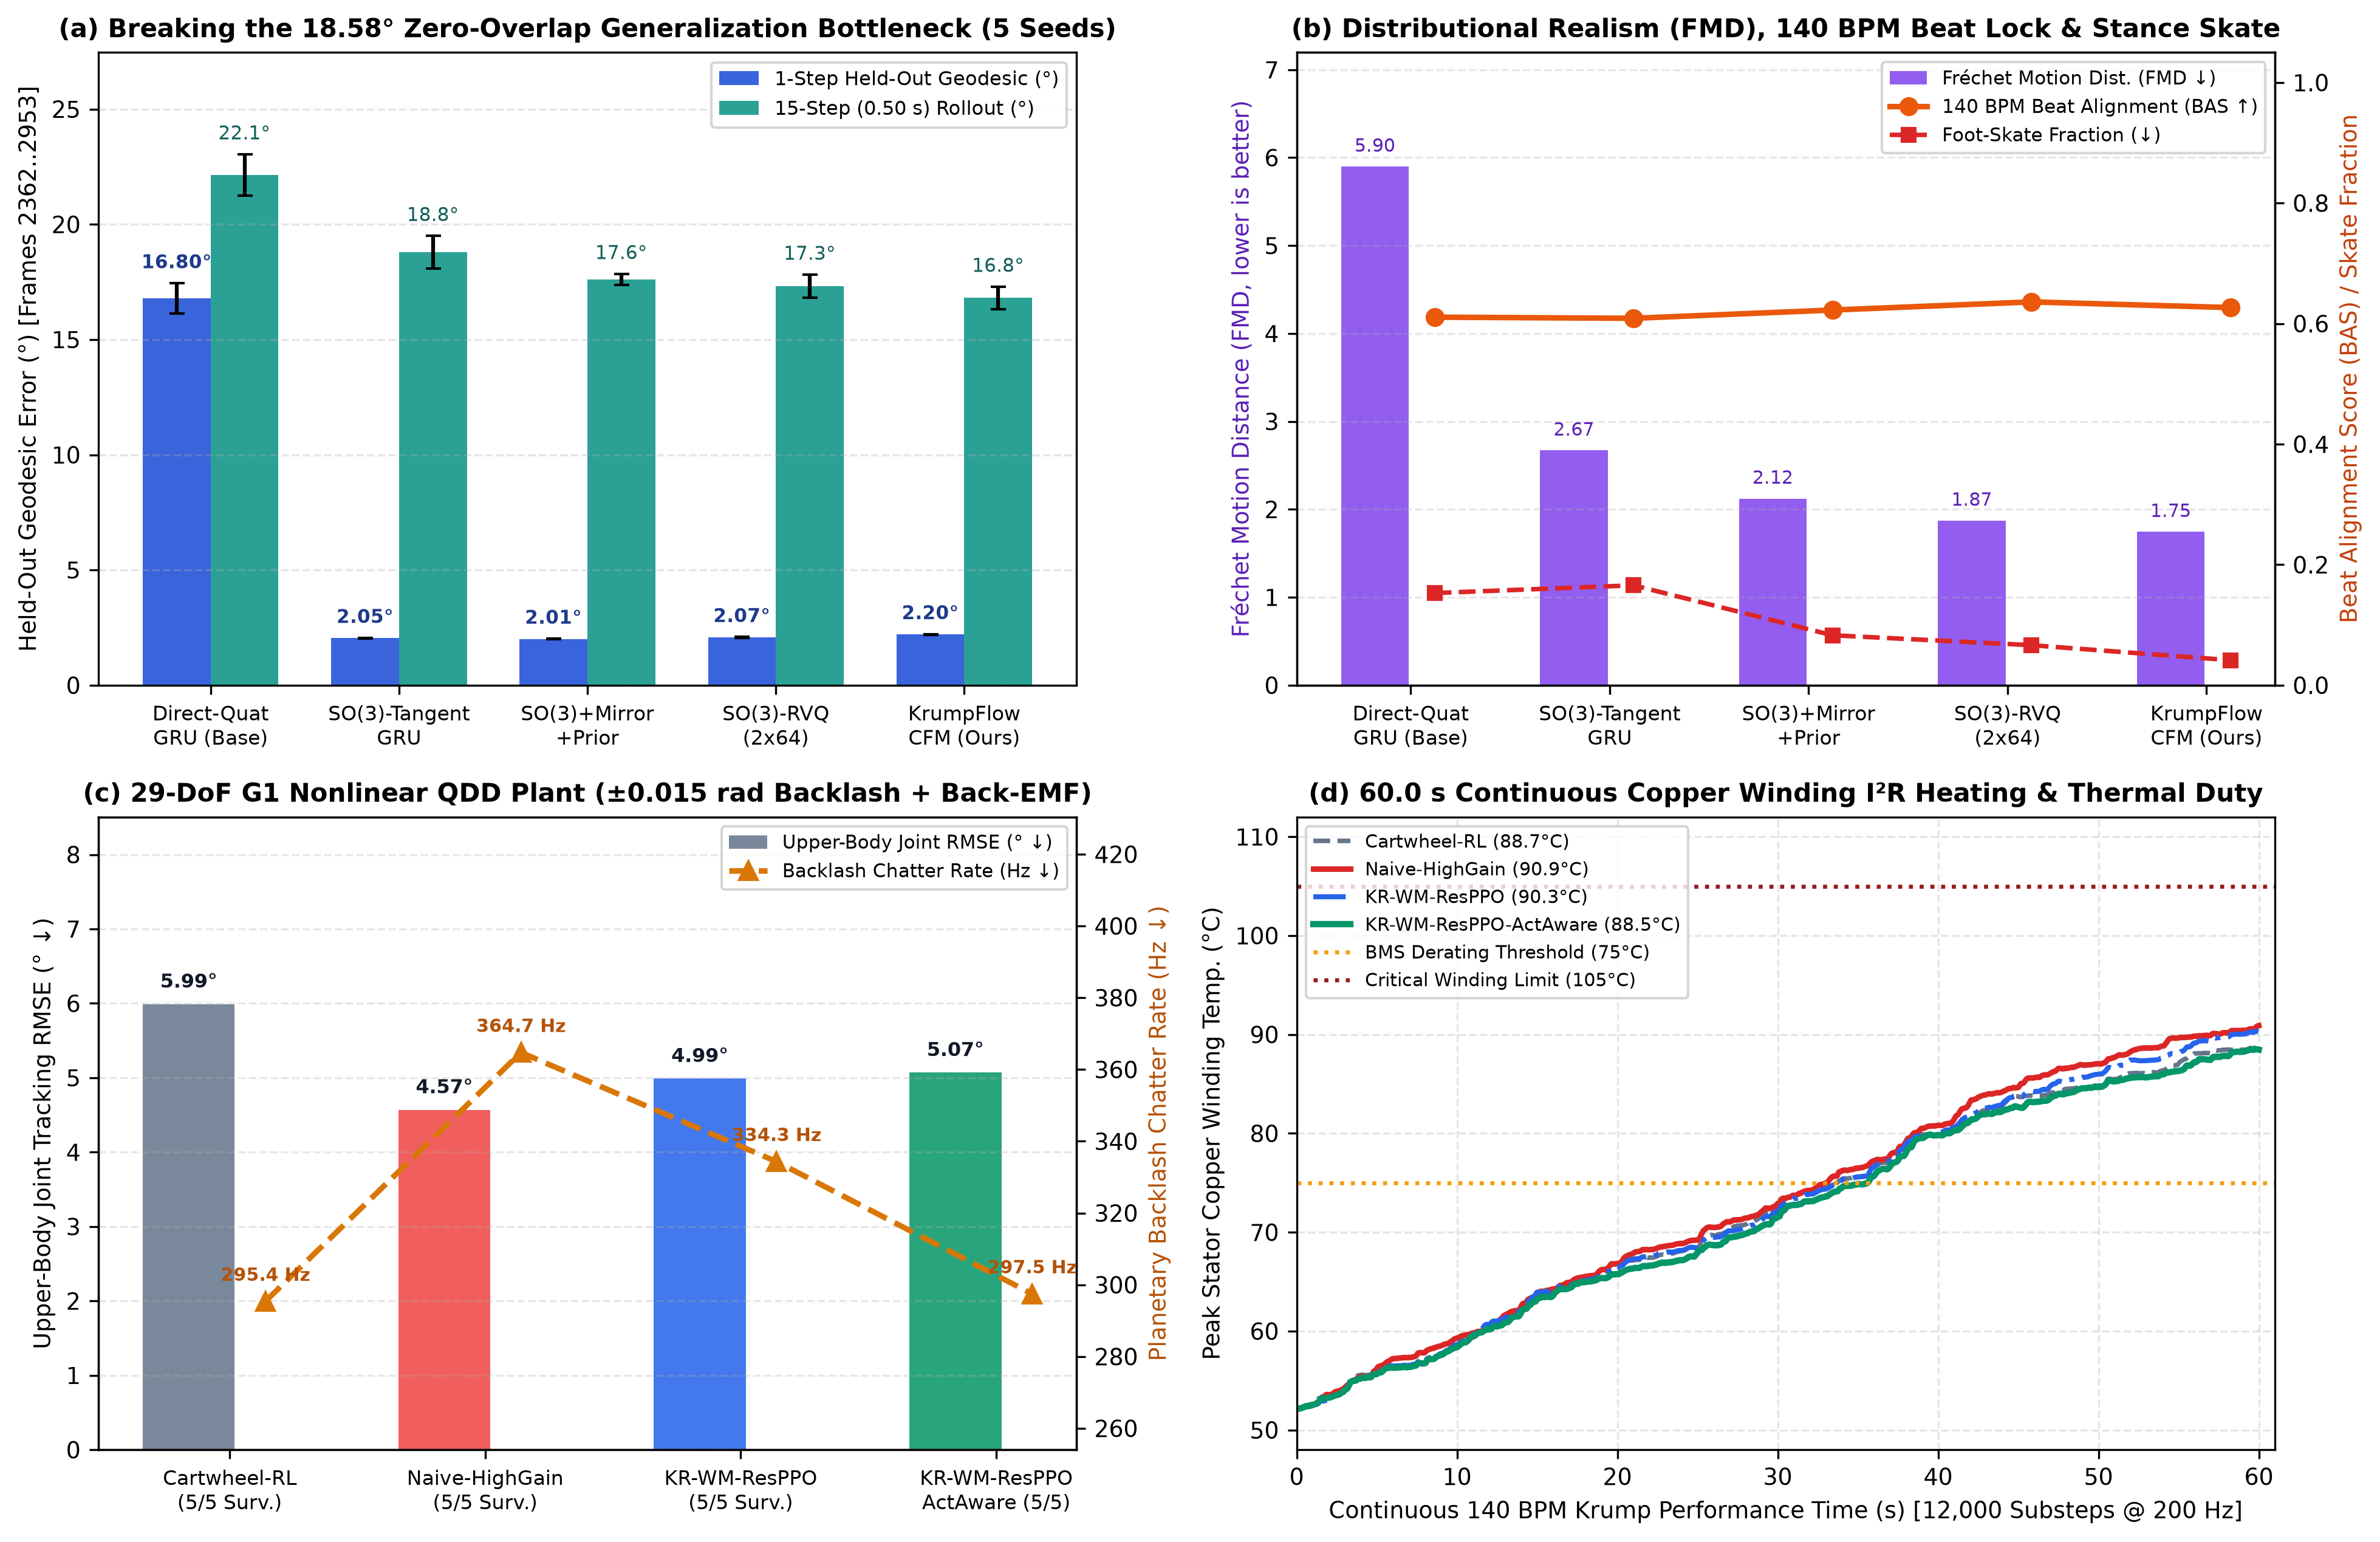 (a) Breaking the 18.58° Zero-Overlap Generalization Bottleneck (5 Seeds)
Held-Out Geodesic Error (°) [Frames 2362..2953]
25
20
15
10
5
0
1-Step Held-Out Geodesic (°)
15-Step (0.50 s) Rollout (°)
16.80°
22.1°
2.05°
18.8°
2.01°
17.6°
2.07°
17.3°
2.20°
16.8°
Direct-Quat
GRU (Base)
SO(3)-Tangent
GRU
SO(3)+Mirror
+Prior
SO(3)-RVQ
(2x64)
KrumpFlow
CFM (Ours)
(b) Distributional Realism (FMD), 140 BPM Beat Lock & Stance Skate
Fréchet Motion Distance (FMD, lower is better)
7
6
5
4
3
2
1
0
Fréchet Motion Dist. (FMD ↓)
140 BPM Beat Alignment (BAS ↑)
Foot-Skate Fraction (↓)
5.90
2.67
2.12
1.87
1.75
1.0
0.8
0.6
0.4
0.2
0.0
Beat Alignment Score (BAS) / Skate Fraction
Direct-Quat
GRU (Base)
SO(3)-Tangent
GRU
SO(3)+Mirror
+Prior
SO(3)-RVQ
(2x64)
KrumpFlow
CFM (Ours)
(c) 29-DoF G1 Nonlinear QDD Plant (±0.015 rad Backlash + Back-EMF)
Upper-Body Joint Tracking RMSE (° ↓)
8
7
6
5
4
3
2
1
0
Upper-Body Joint RMSE (° ↓)
Backlash Chatter Rate (Hz ↓)
5.99°
4.57°
4.99°
5.07°
295.4 Hz
364.7 Hz
334.3 Hz
297.5 Hz
420
400
380
360
340
320
300
280
260
Planetary Backlash Chatter Rate (Hz ↓)
Cartwheel-RL
(5/5 Surv.)
Naive-HighGain
(5/5 Surv.)
KR-WM-ResPPO
(5/5 Surv.)
KR-WM-ResPPO
ActAware (5/5)
(d) 60.0 s Continuous Copper Winding I²R Heating & Thermal Duty
Peak Stator Copper Winding Temp. (°C)
110
100
90
80
70
60
50
Cartwheel-RL (88.7°C)
Naive-HighGain (90.9°C)
KR-WM-ResPPO (90.3°C)
KR-WM-ResPPO-ActAware (88.5°C)
BMS Derating Threshold (75°C)
Critical Winding Limit (105°C)
0
10
20
30
40
50
60
Continuous 140 BPM Krump Performance Time (s) [12,000 Substeps @ 200 Hz]